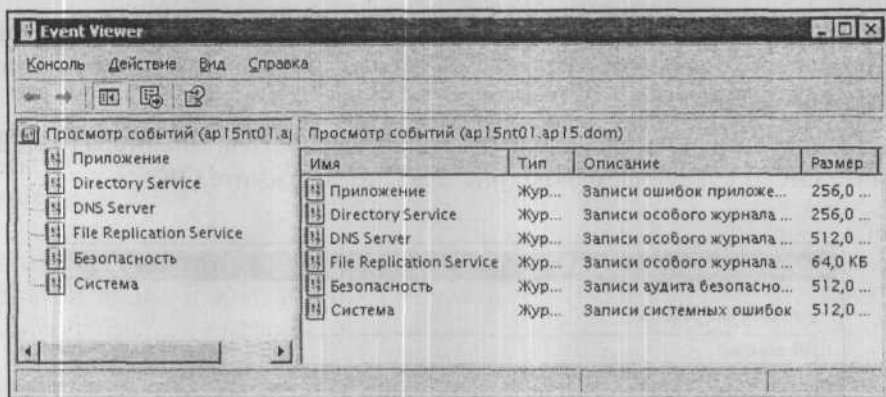 Event Viewer
Консоль Действие Вид Справка
Просмотр событий (ap15nt01.ap
Приложение
Directory Service
DNS Server
File Replication Service
Безопасность
Система
Просмотр событий (ap15nt01.ap15.dom)
Имя Тип Описание Размер
Приложение Жур... Записи ошибок приложе... 256,0 ...
Directory Service Жур... Записи особого журнала ... 256,0 ...
DNS Server Жур... Записи особого журнала ... 512,0 ...
File Replication Service Жур... Записи особого журнала ... 64,0 КБ
Безопасность Жур... Записи аудита безопасно... 512,0 ...
Система Жур... Записи системных ошибок 512,0 ...